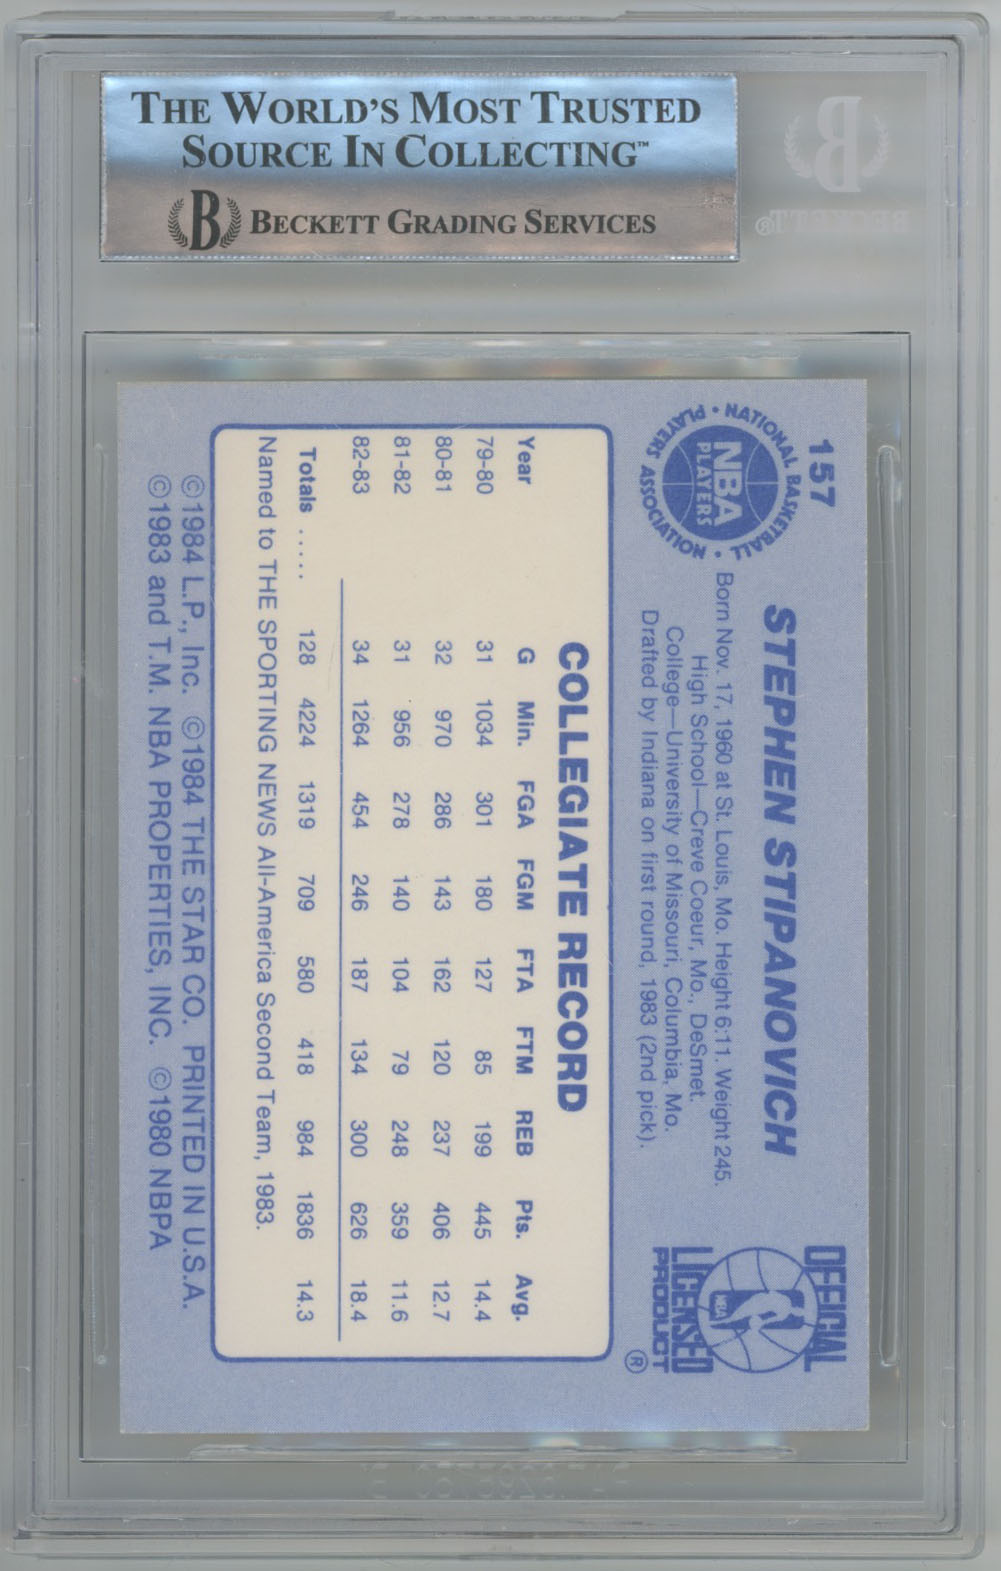 THE WORLD'S MOST TRUSTED
SOURCE IN COLLECTING™
B BECKETT GRADING SERVICES
B
BECKETT®
157
NATIONAL BASKETBALL PLAYERS ASSOCIATION
NBA
PLAYERS
STEPHEN STIPANOVICH
Born Nov. 17, 1960 at St. Louis, Mo. Height 6:11. Weight 245.
High School—Creve Coeur, Mo., DeSmet.
College—University of Missouri, Columbia, Mo.
Drafted by Indiana on first round, 1983 (2nd pick).
OFFICIAL
NBA
LICENSED
PRODUCT
®
COLLEGIATE RECORD
Year G Min. FGA FGM FTA FTM REB Pts. Avg.
79-80 31 1034 301 180 127 85 199 445 14.4
80-81 32 970 286 143 162 120 237 406 12.7
81-82 31 956 278 140 104 79 248 359 11.6
82-83 34 1264 454 246 187 134 300 626 18.4
Totals ..... 128 4224 1319 709 580 418 984 1836 14.3
Named to THE SPORTING NEWS All-America Second Team, 1983.
©1984 L.P., Inc. ©1984 THE STAR CO. PRINTED IN U.S.A.
©1983 and T.M. NBA PROPERTIES, INC. ©1980 NBPA